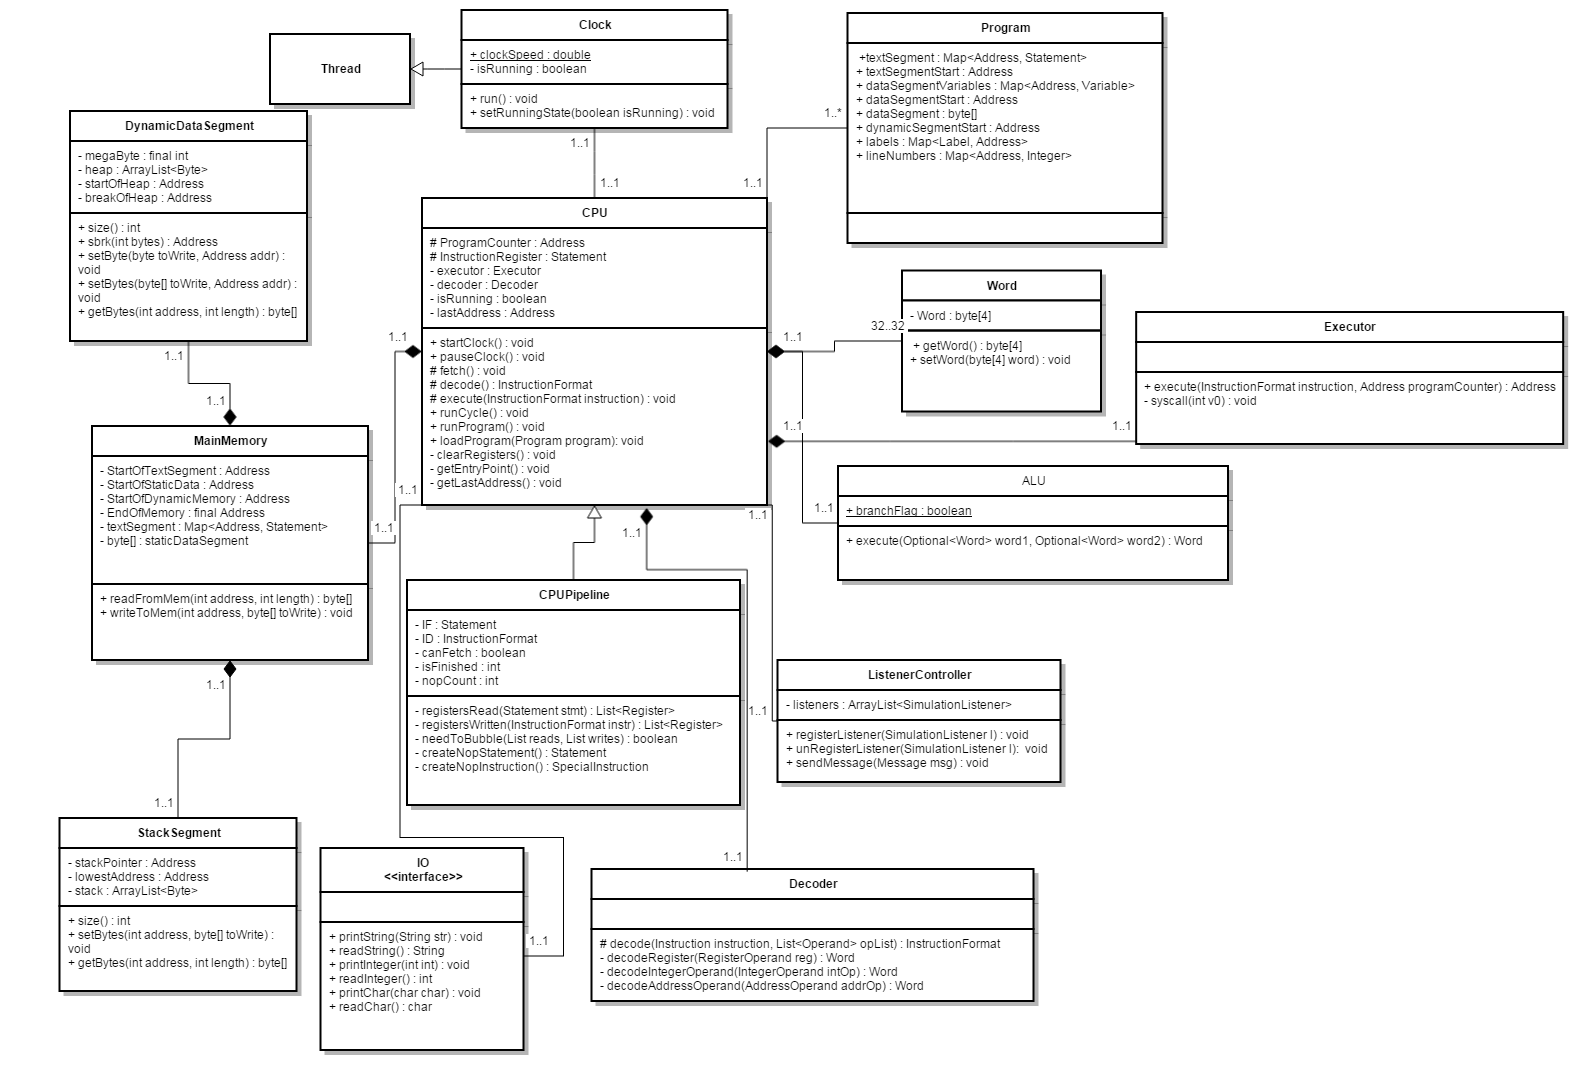 Clock
+ clockSpeed : double
- isRunning : boolean
+ run() : void
+ setRunningState(boolean isRunning) : void
Thread
Program
+textSegment : Map<Address, Statement>
+ textSegmentStart : Address
+ dataSegmentVariables : Map<Address, Variable>
+ dataSegmentStart : Address
+ dataSegment : byte[]
+ dynamicSegmentStart : Address
+ labels : Map<Label, Address>
+ lineNumbers : Map<Address, Integer>
1..*
1..1
1..1
1..1
DynamicDataSegment
- megaByte : final int
- heap : ArrayList<Byte>
- startOfHeap : Address
- breakOfHeap : Address
+ size() : int
+ sbrk(int bytes) : Address
+ setByte(byte toWrite, Address addr) :
void
+ setBytes(byte[] toWrite, Address addr) :
void
+ getBytes(int address, int length) : byte[]
1..1
1..1
CPU
# ProgramCounter : Address
# InstructionRegister : Statement
- executor : Executor
- decoder : Decoder
- isRunning : boolean
- lastAddress : Address
+ startClock() : void
+ pauseClock() : void
# fetch() : void
# decode() : InstructionFormat
# execute(InstructionFormat instruction) : void
+ runCycle() : void
+ runProgram() : void
+ loadProgram(Program program): void
- clearRegisters() : void
- getEntryPoint() : void
- getLastAddress() : void
1..1
1..1
1..1
1..1
1..1
1..1
1..1
Word
- Word : byte[4]
+ getWord() : byte[4]
+ setWord(byte[4] word) : void
32..32
Executor
+ execute(InstructionFormat instruction, Address programCounter) : Address
- syscall(int v0) : void
1..1
ALU
+ branchFlag : boolean
+ execute(Optional<Word> word1, Optional<Word> word2) : Word
1..1
MainMemory
- StartOfTextSegment : Address
- StartOfStaticData : Address
- StartOfDynamicMemory : Address
- EndOfMemory : final Address
- textSegment : Map<Address, Statement>
- byte[] : staticDataSegment
+ readFromMem(int address, int length) : byte[]
+ writeToMem(int address, byte[] toWrite) : void
1..1
1..1
CPUPipeline
- IF : Statement
- ID : InstructionFormat
- canFetch : boolean
- isFinished : int
- nopCount : int
- registersRead(Statement stmt) : List<Register>
- registersWritten(InstructionFormat instr) : List<Register>
- needToBubble(List reads, List writes) : boolean
- createNopStatement() : Statement
- createNopInstruction() : SpecialInstruction
ListenerController
- listeners : ArrayList<SimulationListener>
+ registerListener(SimulationListener l) : void
+ unRegisterListener(SimulationListener l): void
+ sendMessage(Message msg) : void
1..1
StackSegment
- stackPointer : Address
- lowestAddress : Address
- stack : ArrayList<Byte>
+ size() : int
+ setBytes(int address, byte[] toWrite) :
void
+ getBytes(int address, int length) : byte[]
IO
<<interface>>
+ printString(String str) : void
+ readString() : String
+ printInteger(int int) : void
+ readInteger() : int
+ printChar(char char) : void
+ readChar() : char
1..1
1..1
Decoder
# decode(Instruction instruction, List<Operand> opList) : InstructionFormat
- decodeRegister(RegisterOperand reg) : Word
- decodeIntegerOperand(IntegerOperand intOp) : Word
- decodeAddressOperand(AddressOperand addrOp) : Word